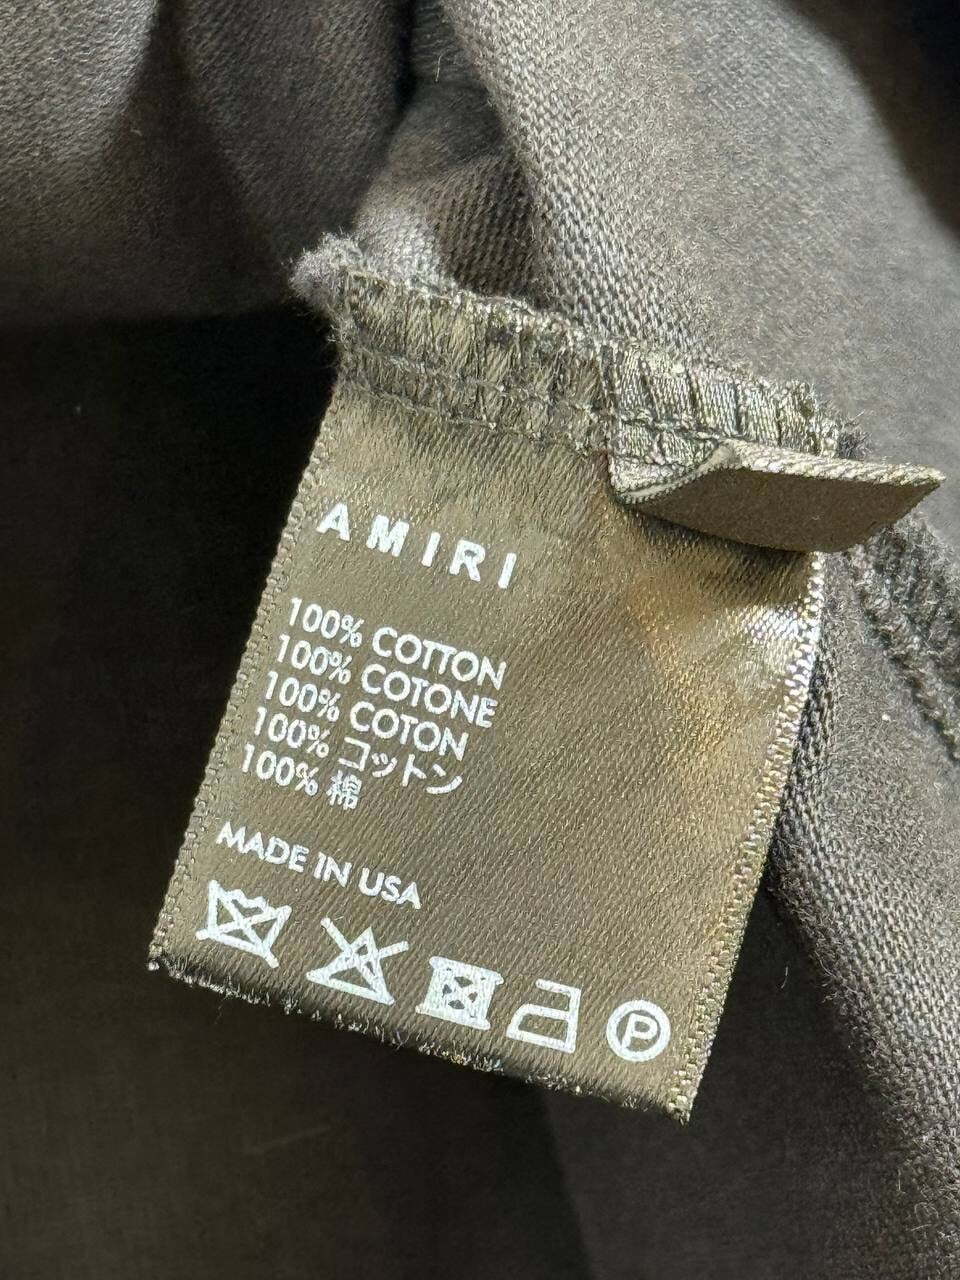 AMIRI
100% COTTON
100% COTONE
100% COTON
100% コットン
100% 棉
MADE IN USA
P